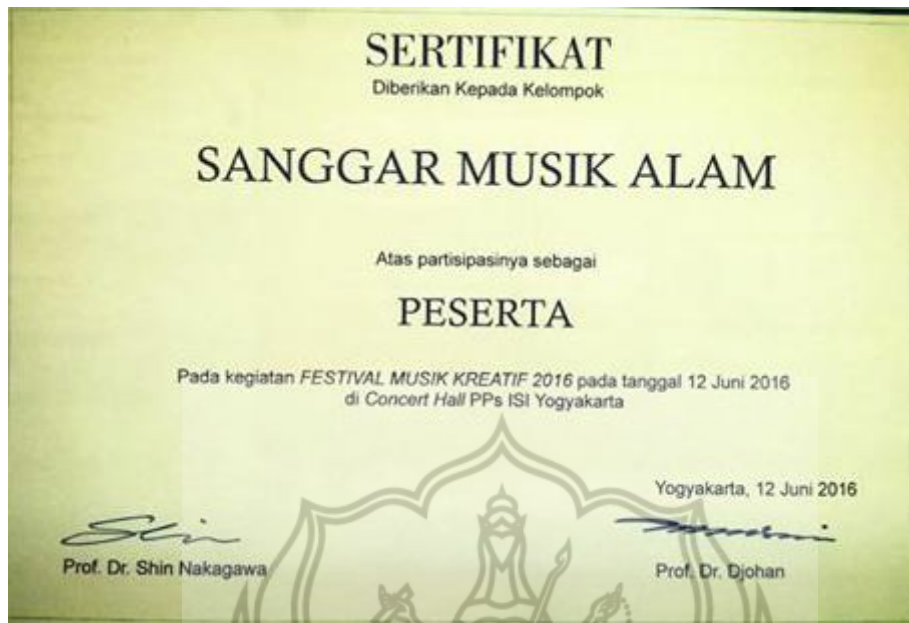 SERTIFIKAT
Diberikan Kepada Kelompok
SANGGAR MUSIK ALAM
Atas partisipasinya sebagai
PESERTA
Pada kegiatan FESTIVAL MUSIK KREATIF 2016 pada tanggal 12 Juni 2016
di Concert Hall PPs ISI Yogyakarta
Yogyakarta, 12 Juni 2016
Prof. Dr. Shin Nakagawa
Prof. Dr. Djohan